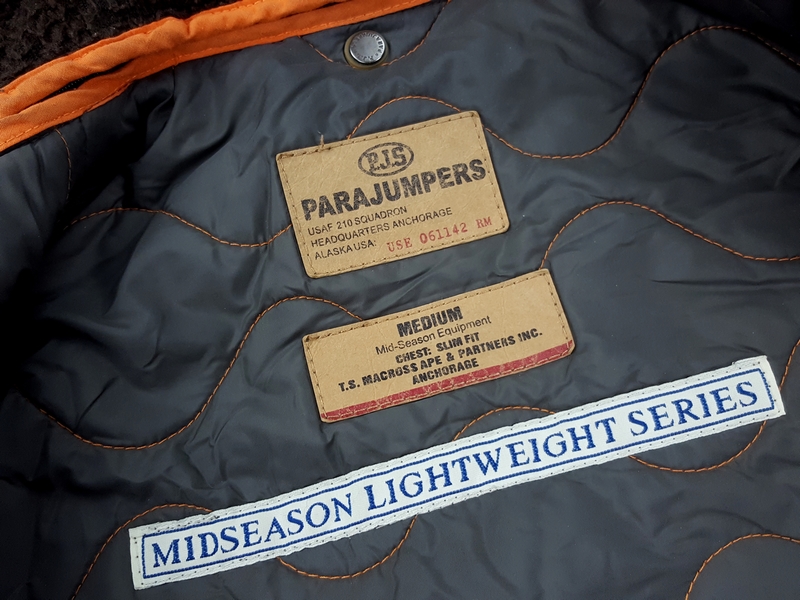 P.J.S
PARAJUMPERS
USAF 210 SQUADRON
HEADQUARTERS ANCHORAGE
ALASKA USA: USE 061142 RM
MEDIUM
Mid-Season Equipment
CHEST: SLIM FIT
T.S. MACROSS APE & PARTNERS INC.
ANCHORAGE
MIDSEASON LIGHTWEIGHT SERIES